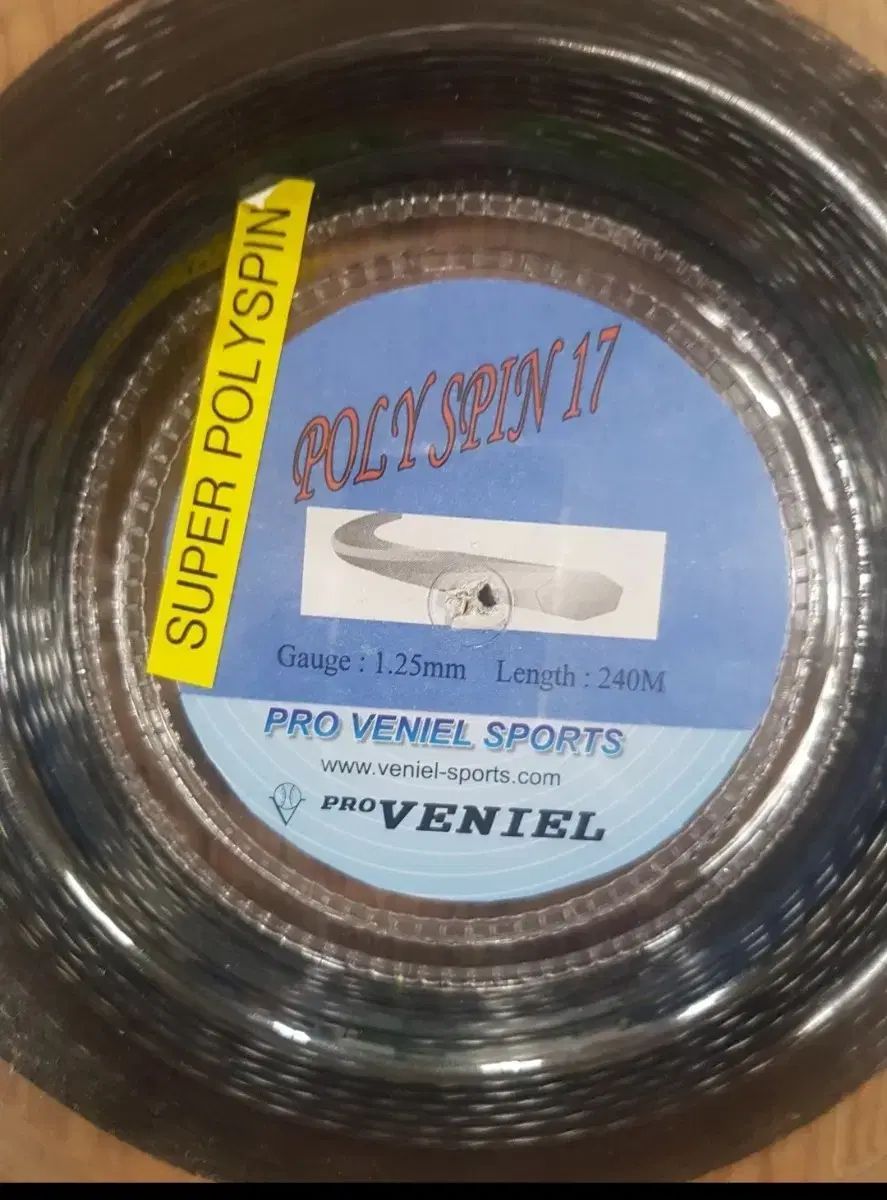 SUPER POLYSPIN
POLY SPIN 17
Gauge : 1.25mm Length : 240M
PRO VENIEL SPORTS
www.veniel-sports.com
PRO VENIEL